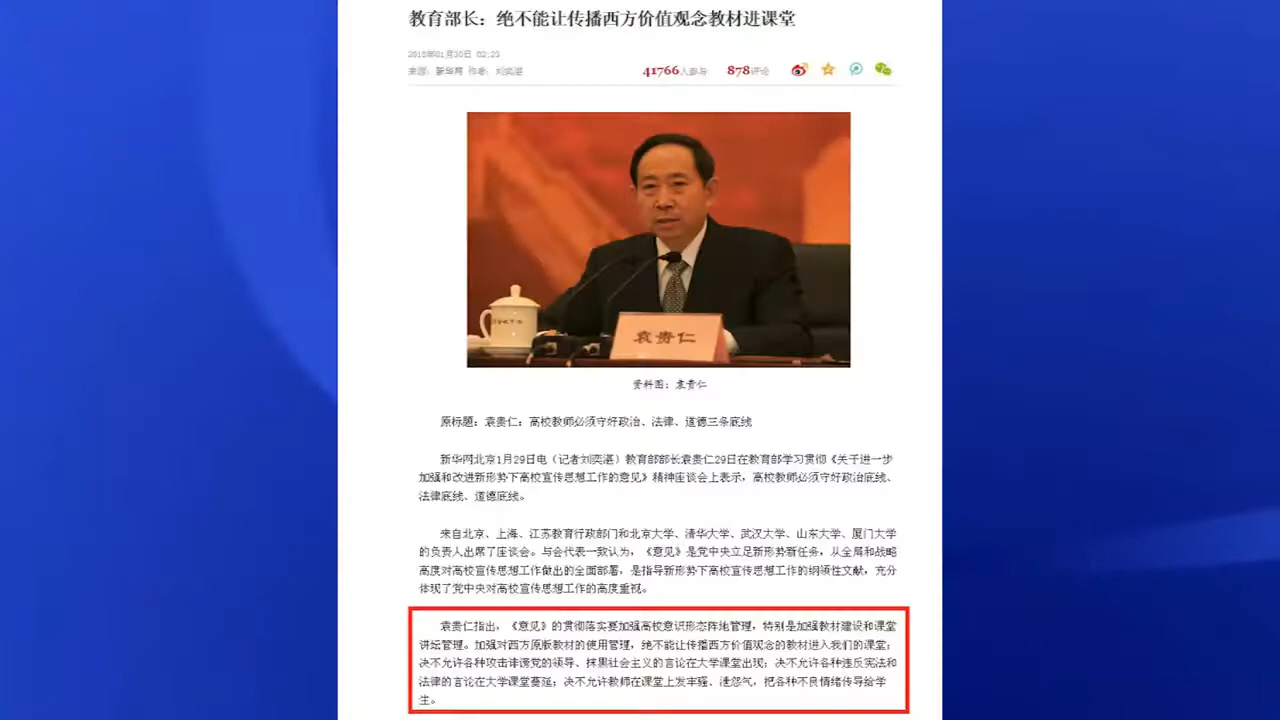 教育部长：绝不能让传播西方价值观念教材进课堂
2015年01月30日 02:23
来源：新华网 作者：刘奕湛
41766人参与 878评论
袁贵仁
资料图：袁贵仁
原标题：袁贵仁：高校教师必须守好政治、法律、道德三条底线
新华网北京1月29日电（记者刘奕湛）教育部部长袁贵仁29日在教育部学习贯彻《关于进一步
加强和改进新形势下高校宣传思想工作的意见》精神座谈会上表示，高校教师必须守好政治底线、
法律底线、道德底线。
来自北京、上海、江苏教育行政部门和北京大学、清华大学、武汉大学、山东大学、厦门大学
的负责人出席了座谈会。与会代表一致认为，《意见》是党中央立足新形势新任务，从全局和战略
高度对高校宣传思想工作做出的全面部署，是指导新形势下高校宣传思想工作的纲领性文献，充分
体现了党中央对高校宣传思想工作的高度重视。
袁贵仁指出，《意见》的贯彻落实要加强高校意识形态阵地管理，特别是加强教材建设和课堂
讲坛管理。加强对西方原版教材的使用管理，绝不能让传播西方价值观念的教材进入我们的课堂；
决不允许各种攻击诽谤党的领导、抹黑社会主义的言论在大学课堂出现；决不允许各种违反宪法和
法律的言论在大学课堂蔓延；决不允许教师在课堂上发牢骚、泄怨气，把各种不良情绪传导给学
生。